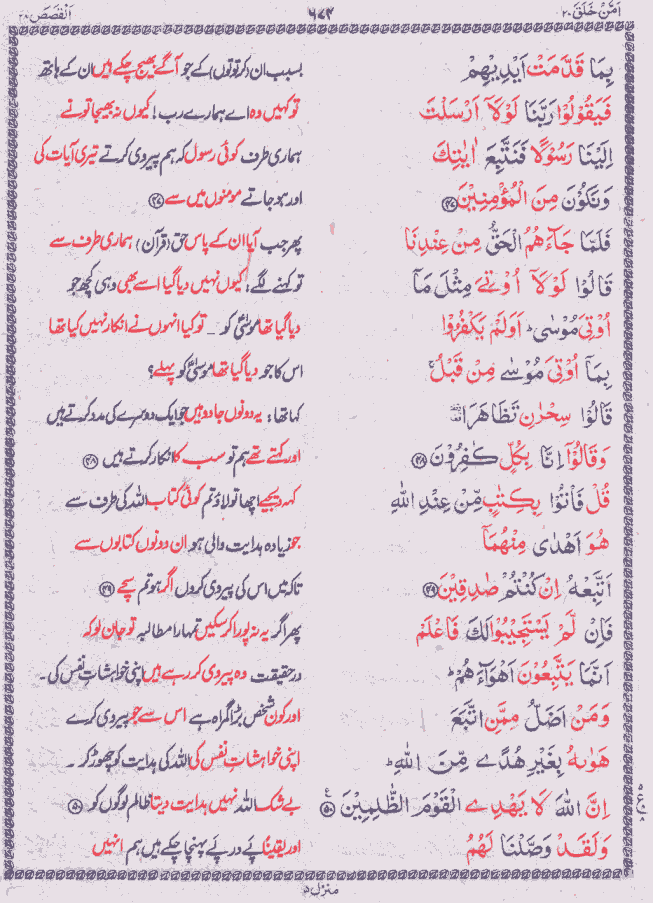 اَمَّنْ خَلَقَ ٢٠ ٦٧٣ اَلْقَصَص ٢٨
بِمَا قَدَّمَتْ اَيْدِيْهِمْ بسبب ان (کرتوتوں) کے جو آگے بھیج چکے ہیں ان کے ہاتھ
فَيَقُوْلُوْا رَبَّنَا لَوْلَاۤ اَرْسَلْتَ تو کہیں وہ اے ہمارے رب! کیوں نہ بھیجا تو نے
اِلَيْنَا رَسُوْلًا فَنَتَّبِعَ اٰيٰتِكَ ہماری طرف کوئی رسول کہ ہم پیروی کرتے تیری آیات کی
وَنَكُوْنَ مِنَ الْمُؤْمِنِيْنَ ﴿۴۷﴾ اور ہو جاتے مومنوں میں سے ﴿۴۷﴾
فَلَمَّا جَآءَهُمُ الْحَقُّ مِنْ عِنْدِنَا پھر جب آیا ان کے پاس حق (قرآن) ہماری طرف سے
قَالُوْا لَوْلَاۤ اُوْتِيَ مِثْلَ مَاۤ تو کہنے لگے! کیوں نہیں دیا گیا اسے بھی وہی کچھ جو
اُوْتِيَ مُوْسٰى ؕ اَوَلَمْ يَكْفُرُوْا دیا گیا تھا موسیٰؑ کو ۔ تو کیا انہوں نے انکار نہیں کیا تھا
بِمَاۤ اُوْتِيَ مُوْسٰى مِنْ قَبْلُ ۚ اس کا جو دیا گیا تھا موسیٰؑ کو پہلے؟
قَالُوْا سِحْرٰنِ تَظَاهَرَا کہا تھا: یہ دونوں جادو ہیں جو ایک دوسرے کی مدد کرتے ہیں
وَقَالُوْۤا اِنَّا بِكُلٍّ كٰفِرُوْنَ ﴿۴۸﴾ اور کہتے تھے ہم تو سب کا انکار کرتے ہیں ﴿۴۸﴾
قُلْ فَاْتُوْا بِكِتٰبٍ مِّنْ عِنْدِ اللّٰهِ کہہ دیجیے اچھا تو لاؤ تم کوئی کتاب اللہ کی طرف سے
هُوَ اَهْدٰى مِنْهُمَاۤ جو زیادہ ہدایت والی ہو ان دونوں کتابوں سے
اَتَّبِعْهُ اِنْ كُنْتُمْ صٰدِقِيْنَ ﴿۴۹﴾ تاکہ میں اس کی پیروی کروں اگر ہو تم سچے ﴿۴۹﴾
فَاِنْ لَّمْ يَسْتَجِيْبُوْا لَكَ فَاعْلَمْ پھر اگر یہ نہ پورا کر سکیں تمہارا مطالبہ تو جان لو کہ
اَنَّمَا يَتَّبِعُوْنَ اَهْوَآءَهُمْ ؕ درحقیقت وہ پیروی کر رہے ہیں اپنی خواہشات نفس کی ۔
وَمَنْ اَضَلُّ مِمَّنِ اتَّبَعَ اور کون شخص بڑا گمراہ ہے اس سے جو پیروی کرے
هَوٰىهُ بِغَيْرِ هُدًى مِّنَ اللّٰهِ ؕ اپنی خواہشات نفس کی اللہ کی ہدایت کو چھوڑ کر ۔
اِنَّ اللّٰهَ لَا يَهْدِي الْقَوْمَ الظّٰلِمِيْنَ ﴿۵۰﴾ ع بے شک اللہ نہیں ہدایت دیتا ظالم لوگوں کو ﴿۵۰﴾
وَلَقَدْ وَصَّلْنَا لَهُمُ اور یقیناً پے در پے پہنچا چکے ہیں ہم انہیں
منزل ۵